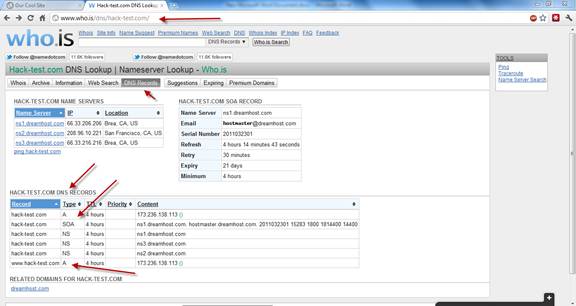 Our Cool Site
Hack-test.com DNS Lookup
www.who.is/dns/hack-test.com/
who.is
Whois Site Info Name Suggest Premium Names Web Search DNS Whois Index IP Index FAQ Himahost
DNS Records
Who.is Search
Follow @namedotcom 11.6K followers
Follow @namedotcom 11.6K followers
Hack-test.com DNS Lookup | Nameserver Lookup - Who.is
Whois Archive Information Web Search DNS Records Suggestions Expiring Premium Domains
TOOLS
Ping
Traceroute
Name Server Search
HACK-TEST.COM NAME SERVERS
Name Server IP Location
ns1.dreamhost.com 66.33.206.206 Brea, CA, US
ns2.dreamhost.com 208.96.10.221 San Francisco, CA, US
ns3.dreamhost.com 66.33.216.216 Brea, CA, US
ping hack-test.com
HACK-TEST.COM SOA RECORD
Name Server ns1.dreamhost.com
Email hostmaster@dreamhost.com
Serial Number 2011032301
Refresh 4 hours 14 minutes 43 seconds
Retry 30 minutes
Expiry 21 days
Minimum 4 hours
HACK-TEST.COM DNS RECORDS
Record Type TTL Priority Content
hack-test.com A 4 hours 173.236.138.113 ()
hack-test.com SOA 4 hours ns1.dreamhost.com. hostmaster.dreamhost.com. 2011032301 15283 1800 1814400 14400
hack-test.com NS 4 hours ns1.dreamhost.com
hack-test.com NS 4 hours ns2.dreamhost.com
hack-test.com NS 4 hours ns3.dreamhost.com
www.hack-test.com A 4 hours 173.236.138.113 ()
RELATED DOMAINS FOR HACK-TEST.COM
dreamhost.com